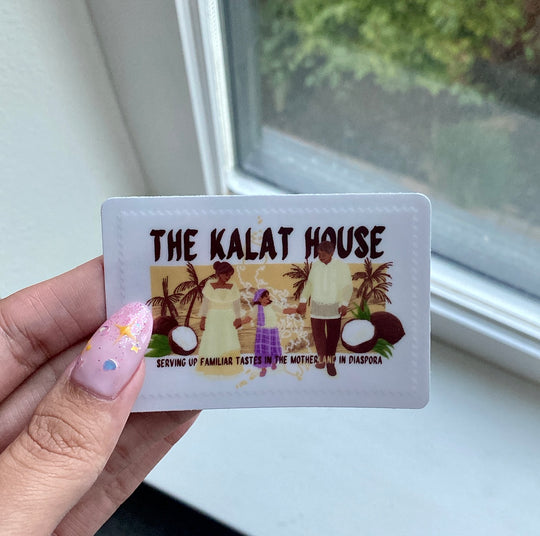 THE KALAT HOUSE
SERVING UP FAMILIAR TASTES IN THE MOTHERLAND IN DIASPORA